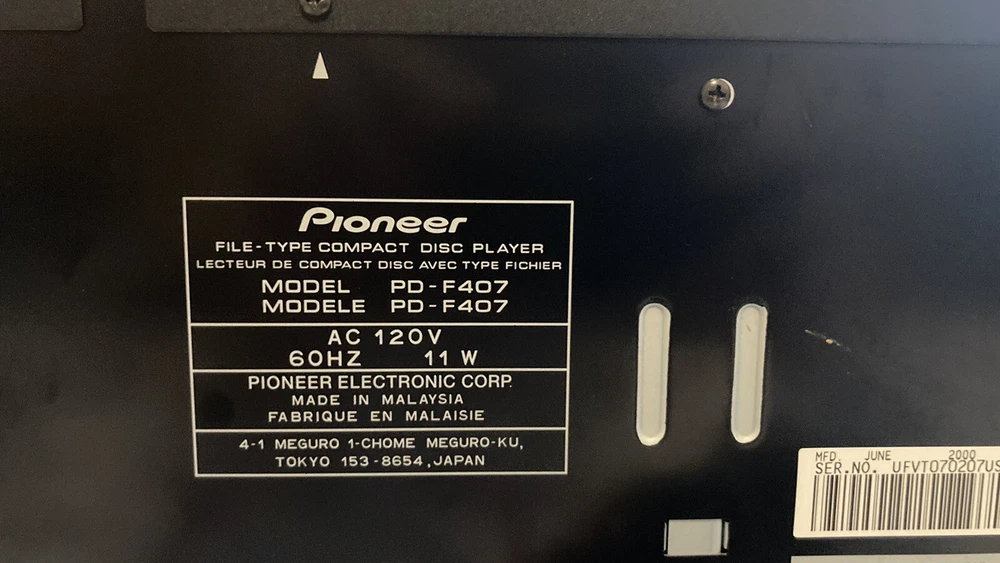 Pioneer
FILE-TYPE COMPACT DISC PLAYER
LECTEUR DE COMPACT DISC AVEC TYPE FICHIER
MODEL PD-F407
MODELE PD-F407
AC 120V
60HZ 11 W
PIONEER ELECTRONIC CORP.
MADE IN MALAYSIA
FABRIQUE EN MALAISIE
4-1 MEGURO 1-CHOME MEGURO-KU,
TOKYO 153-8654, JAPAN
MFD. JUNE 2000
SER.NO. UFVT070207US